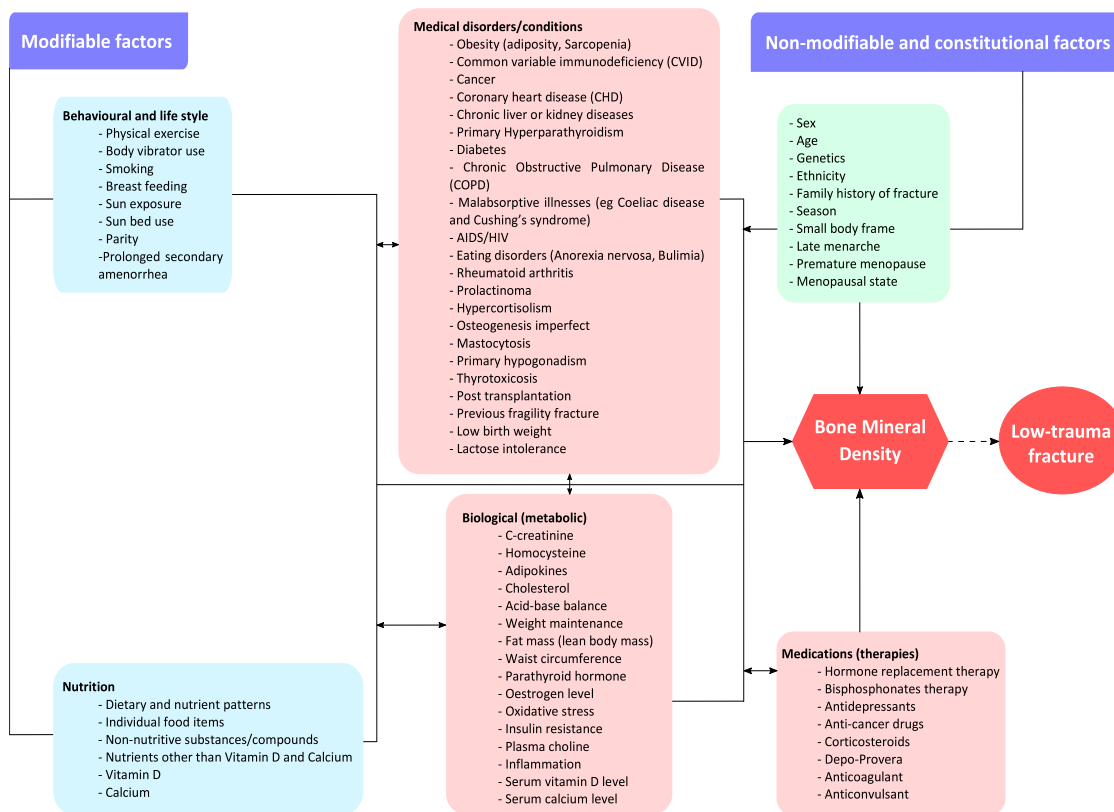 Modifiable factors
Behavioural and life style
- Physical exercise
- Body vibrator use
- Smoking
- Breast feeding
- Sun exposure
- Sun bed use
- Parity
-Prolonged secondary
amenorrhea
Nutrition
- Dietary and nutrient patterns
- Individual food items
- Non-nutritive substances/compounds
- Nutrients other than Vitamin D and Calcium
- Vitamin D
- Calcium
Medical disorders/conditions
- Obesity (adiposity, Sarcopenia)
- Common variable immunodeficiency (CVID)
- Cancer
- Coronary heart disease (CHD)
- Chronic liver or kidney diseases
- Primary Hyperparathyroidism
- Diabetes
- Chronic Obstructive Pulmonary Disease
(COPD)
- Malabsorptive illnesses (eg Coeliac disease
and Cushing's syndrome)
- AIDS/HIV
- Eating disorders (Anorexia nervosa, Bulimia)
- Rheumatoid arthritis
- Prolactinoma
- Hypercortisolism
- Osteogenesis imperfect
- Mastocytosis
- Primary hypogonadism
- Thyrotoxicosis
- Post transplantation
- Previous fragility fracture
- Low birth weight
- Lactose intolerance
Biological (metabolic)
- C-creatinine
- Homocysteine
- Adipokines
- Cholesterol
- Acid-base balance
- Weight maintenance
- Fat mass (lean body mass)
- Waist circumference
- Parathyroid hormone
- Oestrogen level
- Oxidative stress
- Insulin resistance
- Plasma choline
- Inflammation
- Serum vitamin D level
- Serum calcium level
Non-modifiable and constitutional factors
- Sex
- Age
- Genetics
- Ethnicity
- Family history of fracture
- Season
- Small body frame
- Late menarche
- Premature menopause
- Menopausal state
Bone Mineral
Density
Low-trauma
fracture
Medications (therapies)
- Hormone replacement therapy
- Bisphosphonates therapy
- Antidepressants
- Anti-cancer drugs
- Corticosteroids
- Depo-Provera
- Anticoagulant
- Anticonvulsant